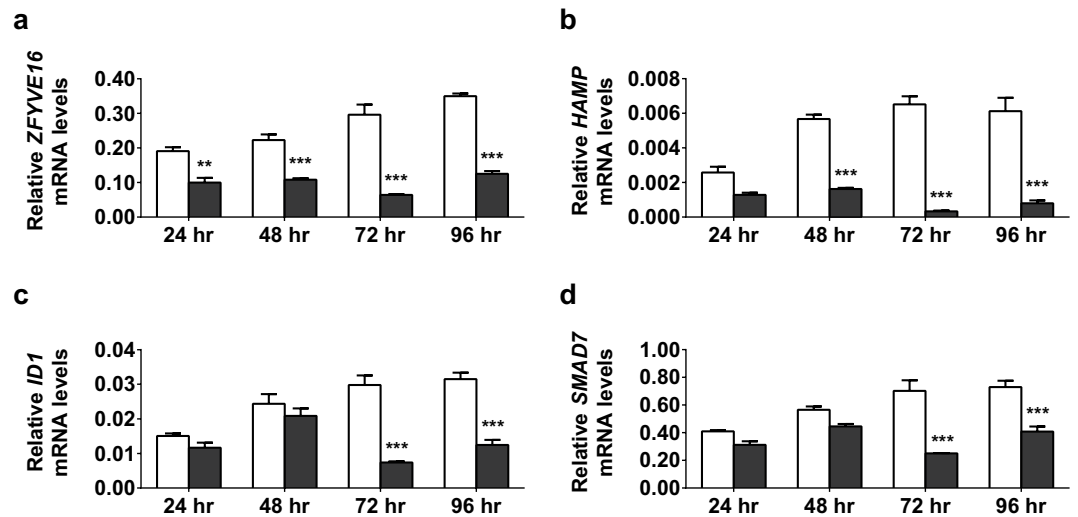 a
Relative ZFYVE16
mRNA levels
0.40
0.30
0.20
0.10
0.00
**
***
***
***
24 hr 48 hr 72 hr 96 hr
b
Relative HAMP
mRNA levels
0.008
0.006
0.004
0.002
0.000
***
***
***
24 hr 48 hr 72 hr 96 hr
c
Relative ID1
mRNA levels
0.04
0.03
0.02
0.01
0.00
***
***
24 hr 48 hr 72 hr 96 hr
d
Relative SMAD7
mRNA levels
1.00
0.80
0.60
0.40
0.20
0.00
***
***
24 hr 48 hr 72 hr 96 hr